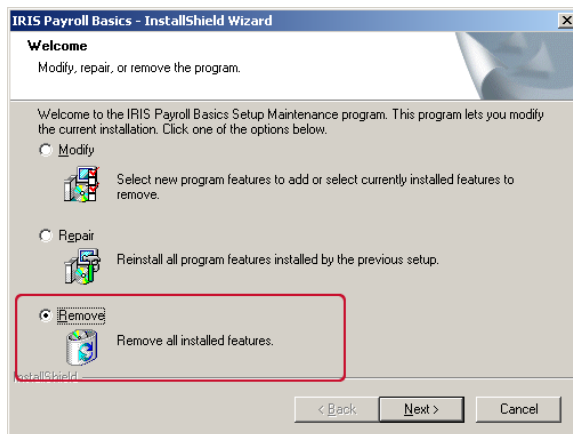 IRIS Payroll Basics - InstallShield Wizard
Welcome
Modify, repair, or remove the program.
Welcome to the IRIS Payroll Basics Setup Maintenance program. This program lets you modify
the current installation. Click one of the options below.
Modify
Select new program features to add or select currently installed features to
remove.
Repair
Reinstall all program features installed by the previous setup.
Remove
Remove all installed features.
InstallShield
< Back
Next >
Cancel